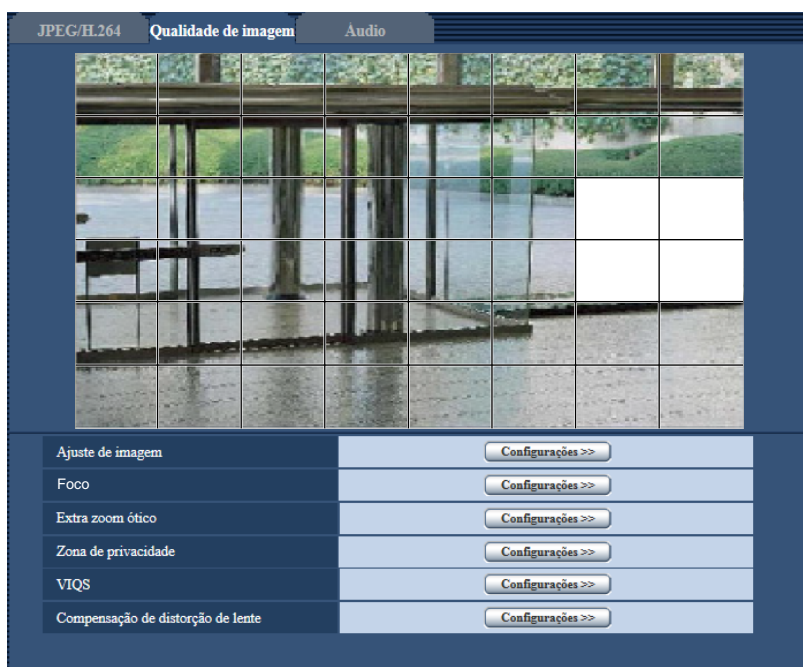 JPEG/H.264 Qualidade de imagem Áudio
Ajuste de imagem Configurações >>
Foco Configurações >>
Extra zoom ótico Configurações >>
Zona de privacidade Configurações >>
VIQS Configurações >>
Compensação de distorção de lente Configurações >>